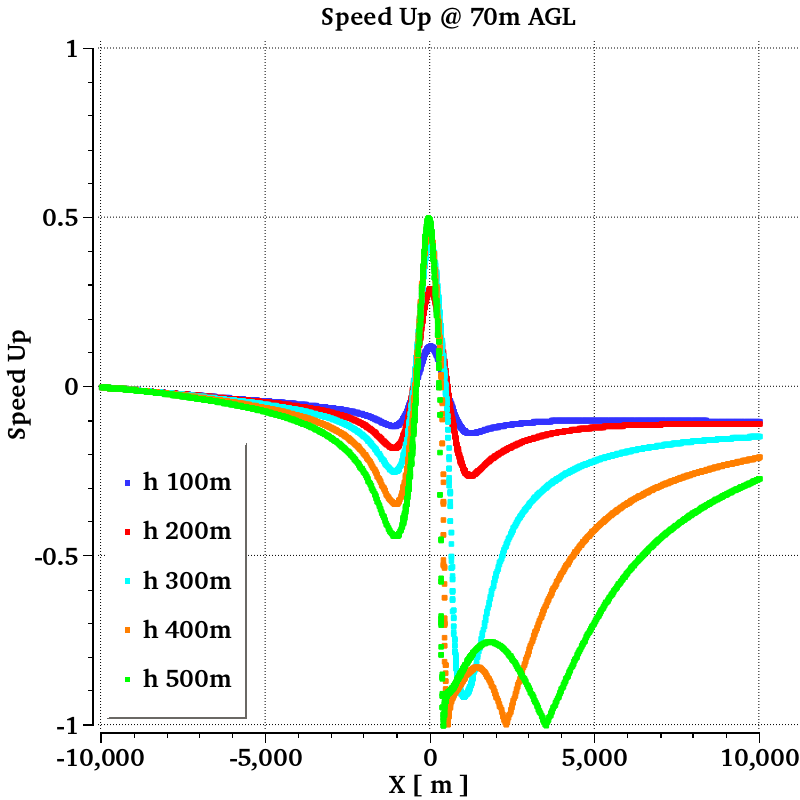 Speed Up @ 70m AGL
1
0.5
0
-0.5
-1
Speed Up
h 100m
h 200m
h 300m
h 400m
h 500m
-10,000 -5,000 0 5,000 10,000
X [ m ]